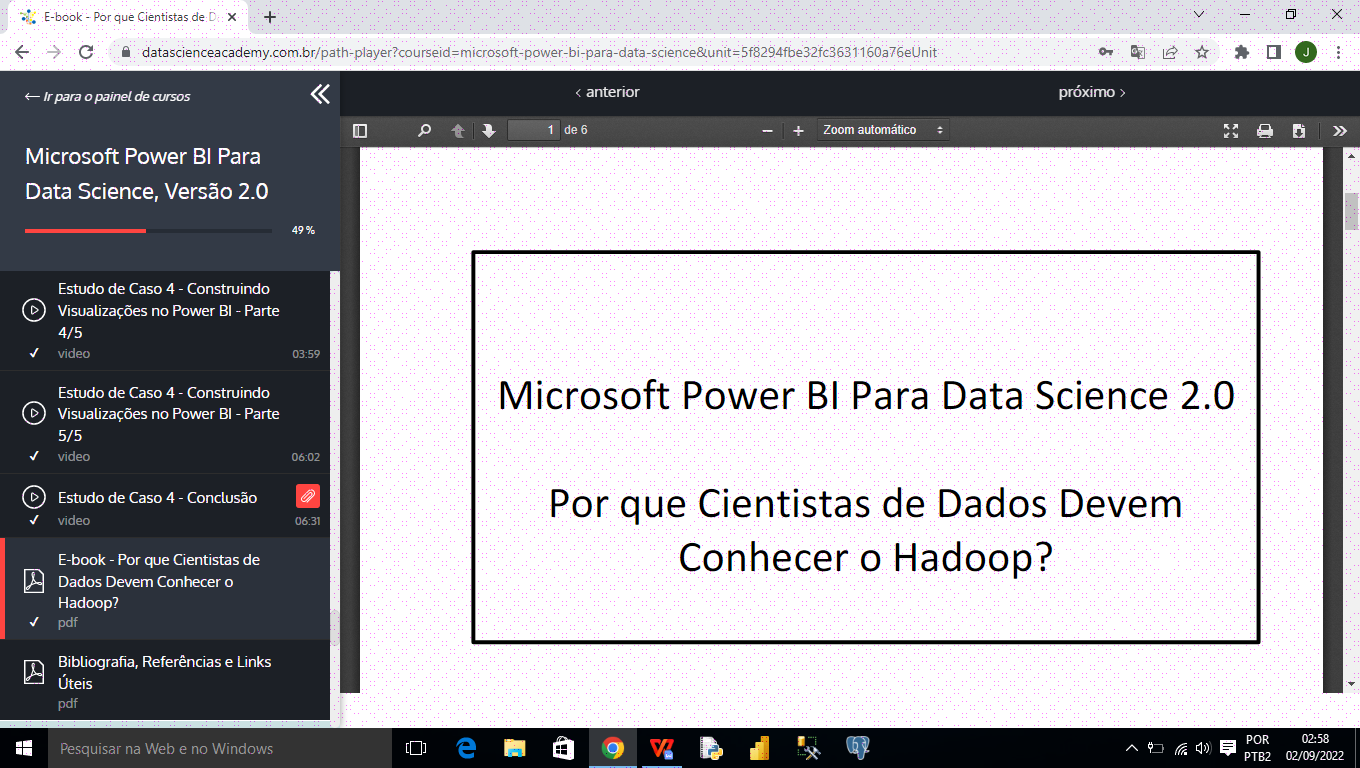 E-book - Por que Cientistas de D
datascienceacademy.com.br/path-player?courseid=microsoft-power-bi-para-data-science&unit=5f8294fbe32fc3631160a76eUnit
J
← Ir para o painel de cursos
Microsoft Power BI Para
Data Science, Versão 2.0
49 %
Estudo de Caso 4 - Construindo
Visualizações no Power BI - Parte
4/5
video 03:59
Estudo de Caso 4 - Construindo
Visualizações no Power BI - Parte
5/5
video 06:02
Estudo de Caso 4 - Conclusão
video 06:31
E-book - Por que Cientistas de
Dados Devem Conhecer o
Hadoop?
pdf
Bibliografia, Referências e Links
Úteis
pdf
‹ anterior
próximo ›
1 de 6
Zoom automático
Microsoft Power BI Para Data Science 2.0
Por que Cientistas de Dados Devem
Conhecer o Hadoop?
Pesquisar na Web e no Windows
POR
PTB2
02:58
02/09/2022